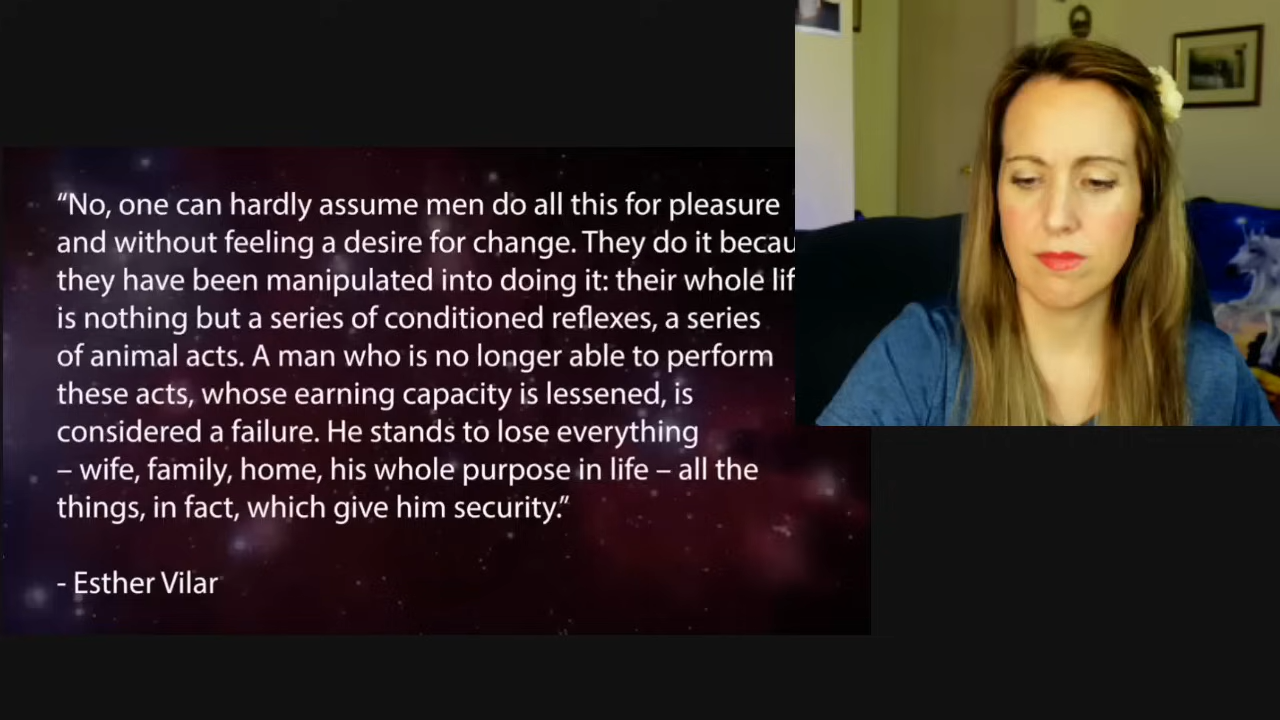 “No, one can hardly assume men do all this for pleasure
and without feeling a desire for change. They do it becau
they have been manipulated into doing it: their whole lif
is nothing but a series of conditioned reflexes, a series
of animal acts. A man who is no longer able to perform
these acts, whose earning capacity is lessened, is
considered a failure. He stands to lose everything
– wife, family, home, his whole purpose in life – all the
things, in fact, which give him security.”
- Esther Vilar